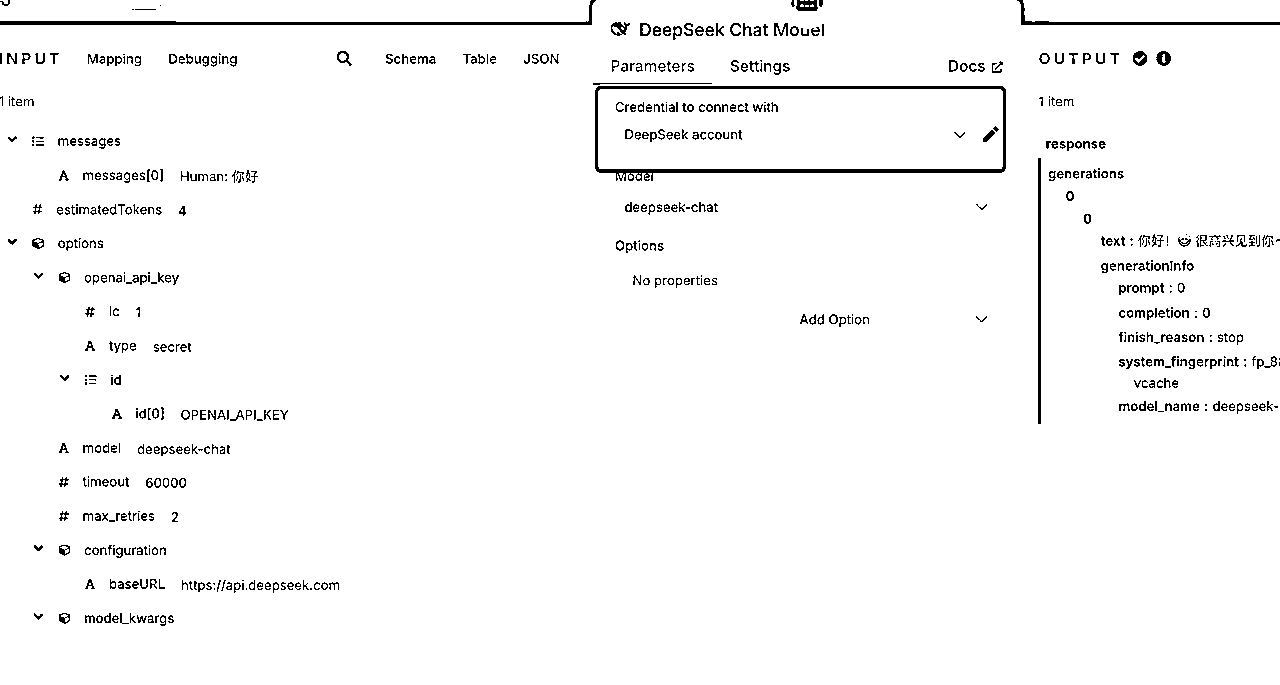 DeepSeek Chat Model
INPUT Mapping Debugging Schema Table JSON
1 item
messages
A messages[0] Human: 你好
# estimatedTokens 4
options
openai_api_key
# lc 1
A type secret
id
A id[0] OPENAI_API_KEY
A model deepseek-chat
# timeout 60000
# max_retries 2
configuration
A baseURL https://api.deepseek.com
model_kwargs
Parameters Settings Docs
Credential to connect with
DeepSeek account
Model
deepseek-chat
Options
No properties
Add Option
OUTPUT
1 item
response
generations
0
0
text : 你好！ 很高兴见到你~
generationInfo
prompt : 0
completion : 0
finish_reason : stop
system_fingerprint : fp_8
vcache
model_name : deepseek-